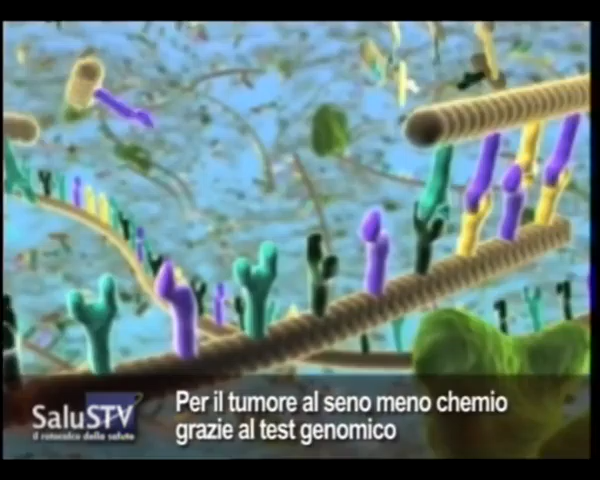 SaluSTV
il rotocalco della salute
Per il tumore al seno meno chemio
grazie al test genomico